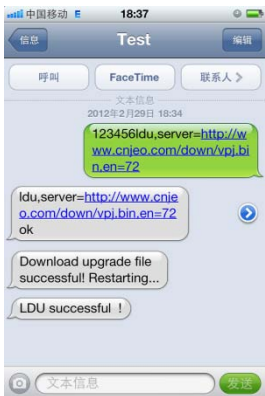 中国移动 E 18:37
信息 Test 编辑
呼叫 FaceTime 联系人
文本信息
2012年2月29日 18:34
123456ldu,server=http://w
ww.cnjeo.com/down/vpj.bi
n,en=72
ldu,server=http://www.cnje
o.com/down/vpj.bin,en=72
ok
Download upgrade file
successful! Restarting...
LDU successful !
文本信息 发送